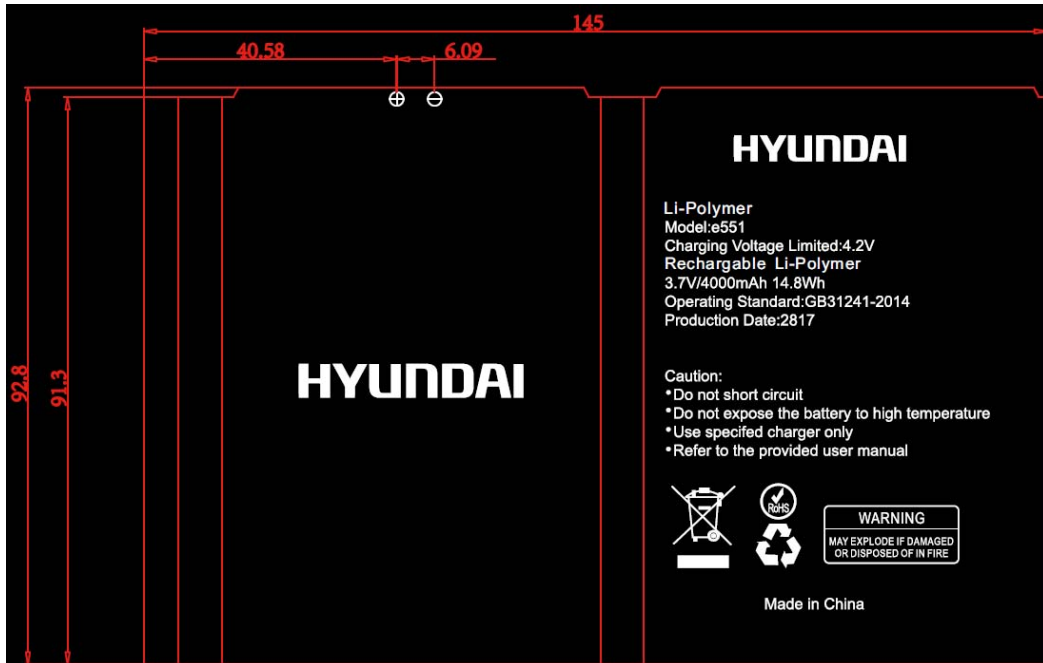 145
40.58
6.09
92.8
91.3
HYUNDAI
HYUNDAI
Li-Polymer
Model:e551
Charging Voltage Limited:4.2V
Rechargable Li-Polymer
3.7V/4000mAh 14.8Wh
Operating Standard:GB31241-2014
Production Date:2817
Caution:
*Do not short circuit
*Do not expose the battery to high temperature
*Use specifed charger only
*Refer to the provided user manual
RoHS
WARNING
MAY EXPLODE IF DAMAGED
OR DISPOSED OF IN FIRE
Made in China